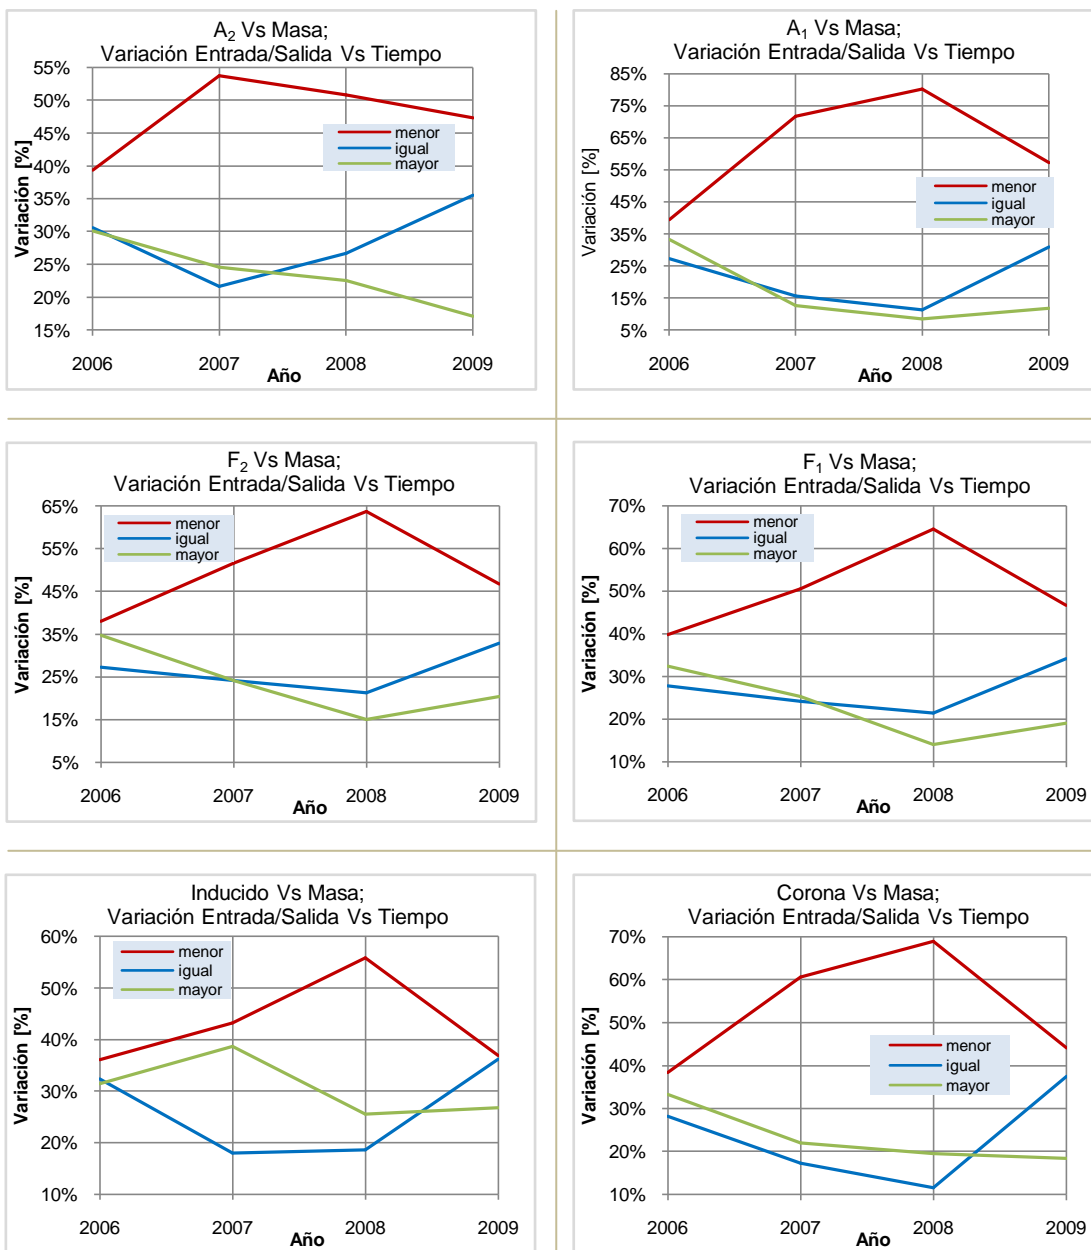 A₂ Vs Masa;
Variación Entrada/Salida Vs Tiempo
55%
50%
45%
40%
35%
30%
25%
20%
15%
Variación [%]
menor
igual
mayor
2006 2007 2008 2009
Año
A₁ Vs Masa;
Variación Entrada/Salida Vs Tiempo
85%
75%
65%
55%
45%
35%
25%
15%
5%
Variación [%]
menor
igual
mayor
2006 2007 2008 2009
Año
F₂ Vs Masa;
Variación Entrada/Salida Vs Tiempo
65%
55%
45%
35%
25%
15%
5%
Variación [%]
menor
igual
mayor
2006 2007 2008 2009
Año
F₁ Vs Masa;
Variación Entrada/Salida Vs Tiempo
70%
60%
50%
40%
30%
20%
10%
Variación [%]
menor
igual
mayor
2006 2007 2008 2009
Año
Inducido Vs Masa;
Variación Entrada/Salida Vs Tiempo
60%
50%
40%
30%
20%
10%
Variación [%]
menor
igual
mayor
2006 2007 2008 2009
Año
Corona Vs Masa;
Variación Entrada/Salida Vs Tiempo
70%
60%
50%
40%
30%
20%
10%
Variación [%]
menor
igual
mayor
2006 2007 2008 2009
Año